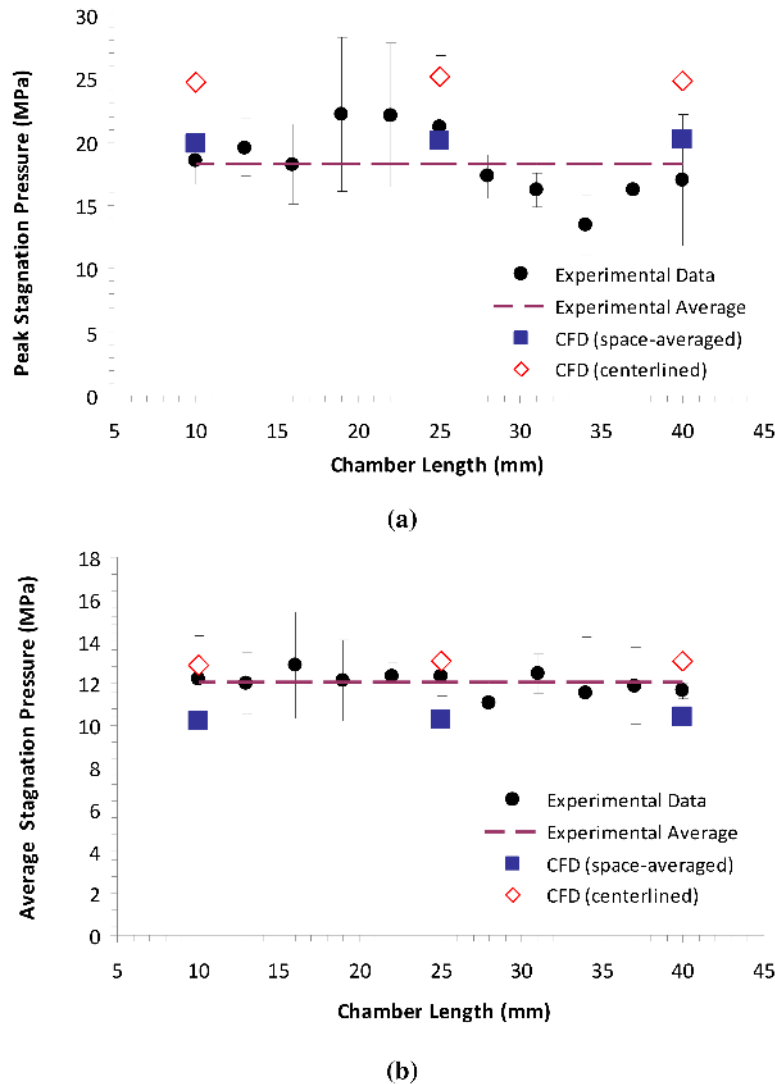 30
25
20
15
10
5
0
Peak Stagnation Pressure (MPa)
Experimental Data
Experimental Average
CFD (space-averaged)
CFD (centerlined)
5 10 15 20 25 30 35 40 45
Chamber Length (mm)
(a)
18
16
14
12
10
8
6
4
2
0
Average Stagnation Pressure (MPa)
Experimental Data
Experimental Average
CFD (space-averaged)
CFD (centerlined)
5 10 15 20 25 30 35 40 45
Chamber Length (mm)
(b)